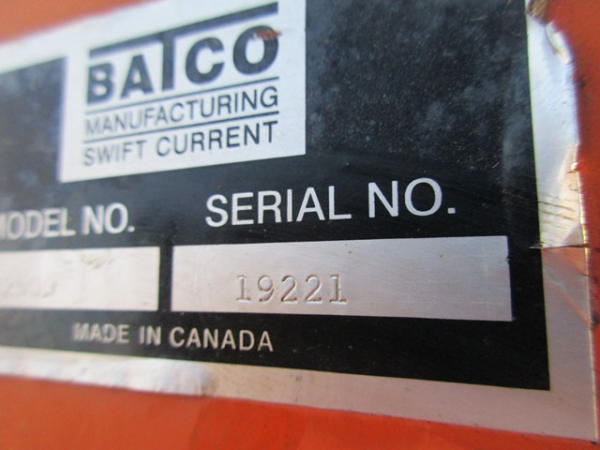 BATCO
MANUFACTURING
SWIFT CURRENT
MODEL NO.
SERIAL NO.
19221
MADE IN CANADA